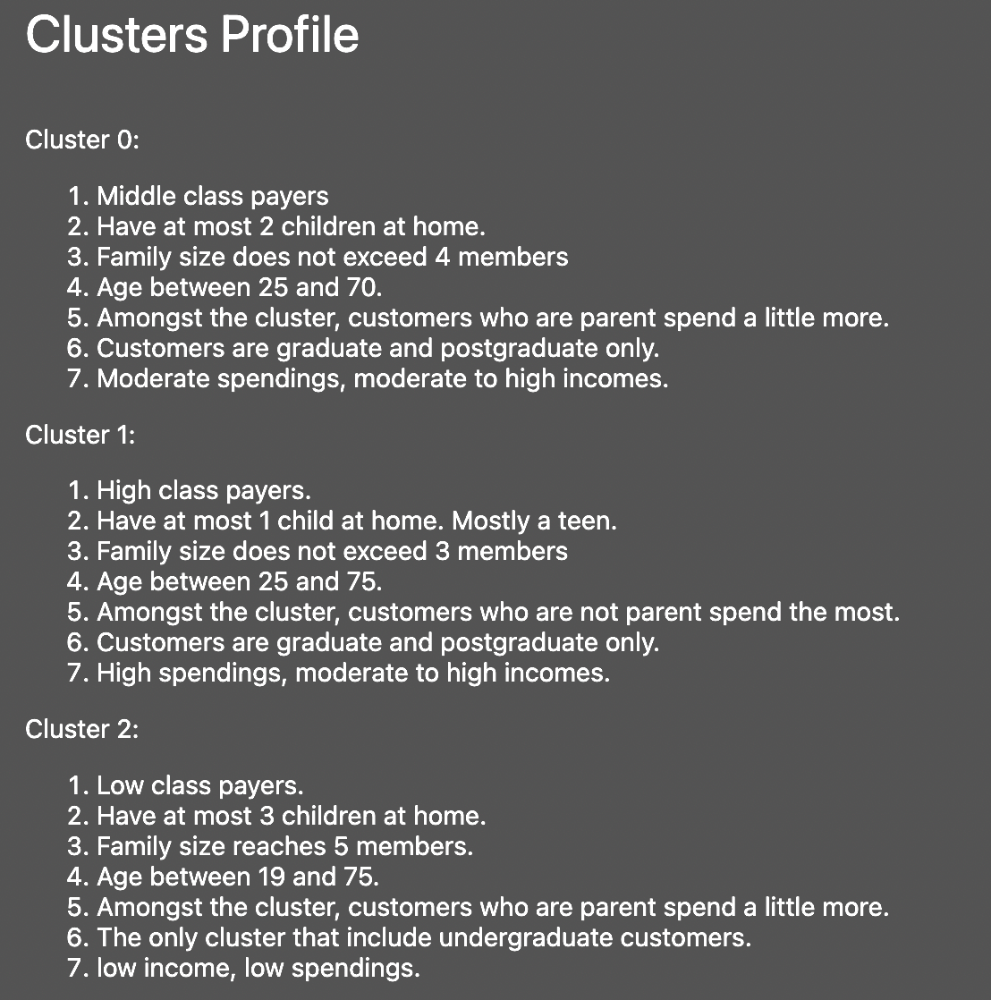 Clusters Profile
Cluster 0:
1. Middle class payers
2. Have at most 2 children at home.
3. Family size does not exceed 4 members
4. Age between 25 and 70.
5. Amongst the cluster, customers who are parent spend a little more.
6. Customers are graduate and postgraduate only.
7. Moderate spendings, moderate to high incomes.
Cluster 1:
1. High class payers.
2. Have at most 1 child at home. Mostly a teen.
3. Family size does not exceed 3 members
4. Age between 25 and 75.
5. Amongst the cluster, customers who are not parent spend the most.
6. Customers are graduate and postgraduate only.
7. High spendings, moderate to high incomes.
Cluster 2:
1. Low class payers.
2. Have at most 3 children at home.
3. Family size reaches 5 members.
4. Age between 19 and 75.
5. Amongst the cluster, customers who are parent spend a little more.
6. The only cluster that include undergraduate customers.
7. low income, low spendings.